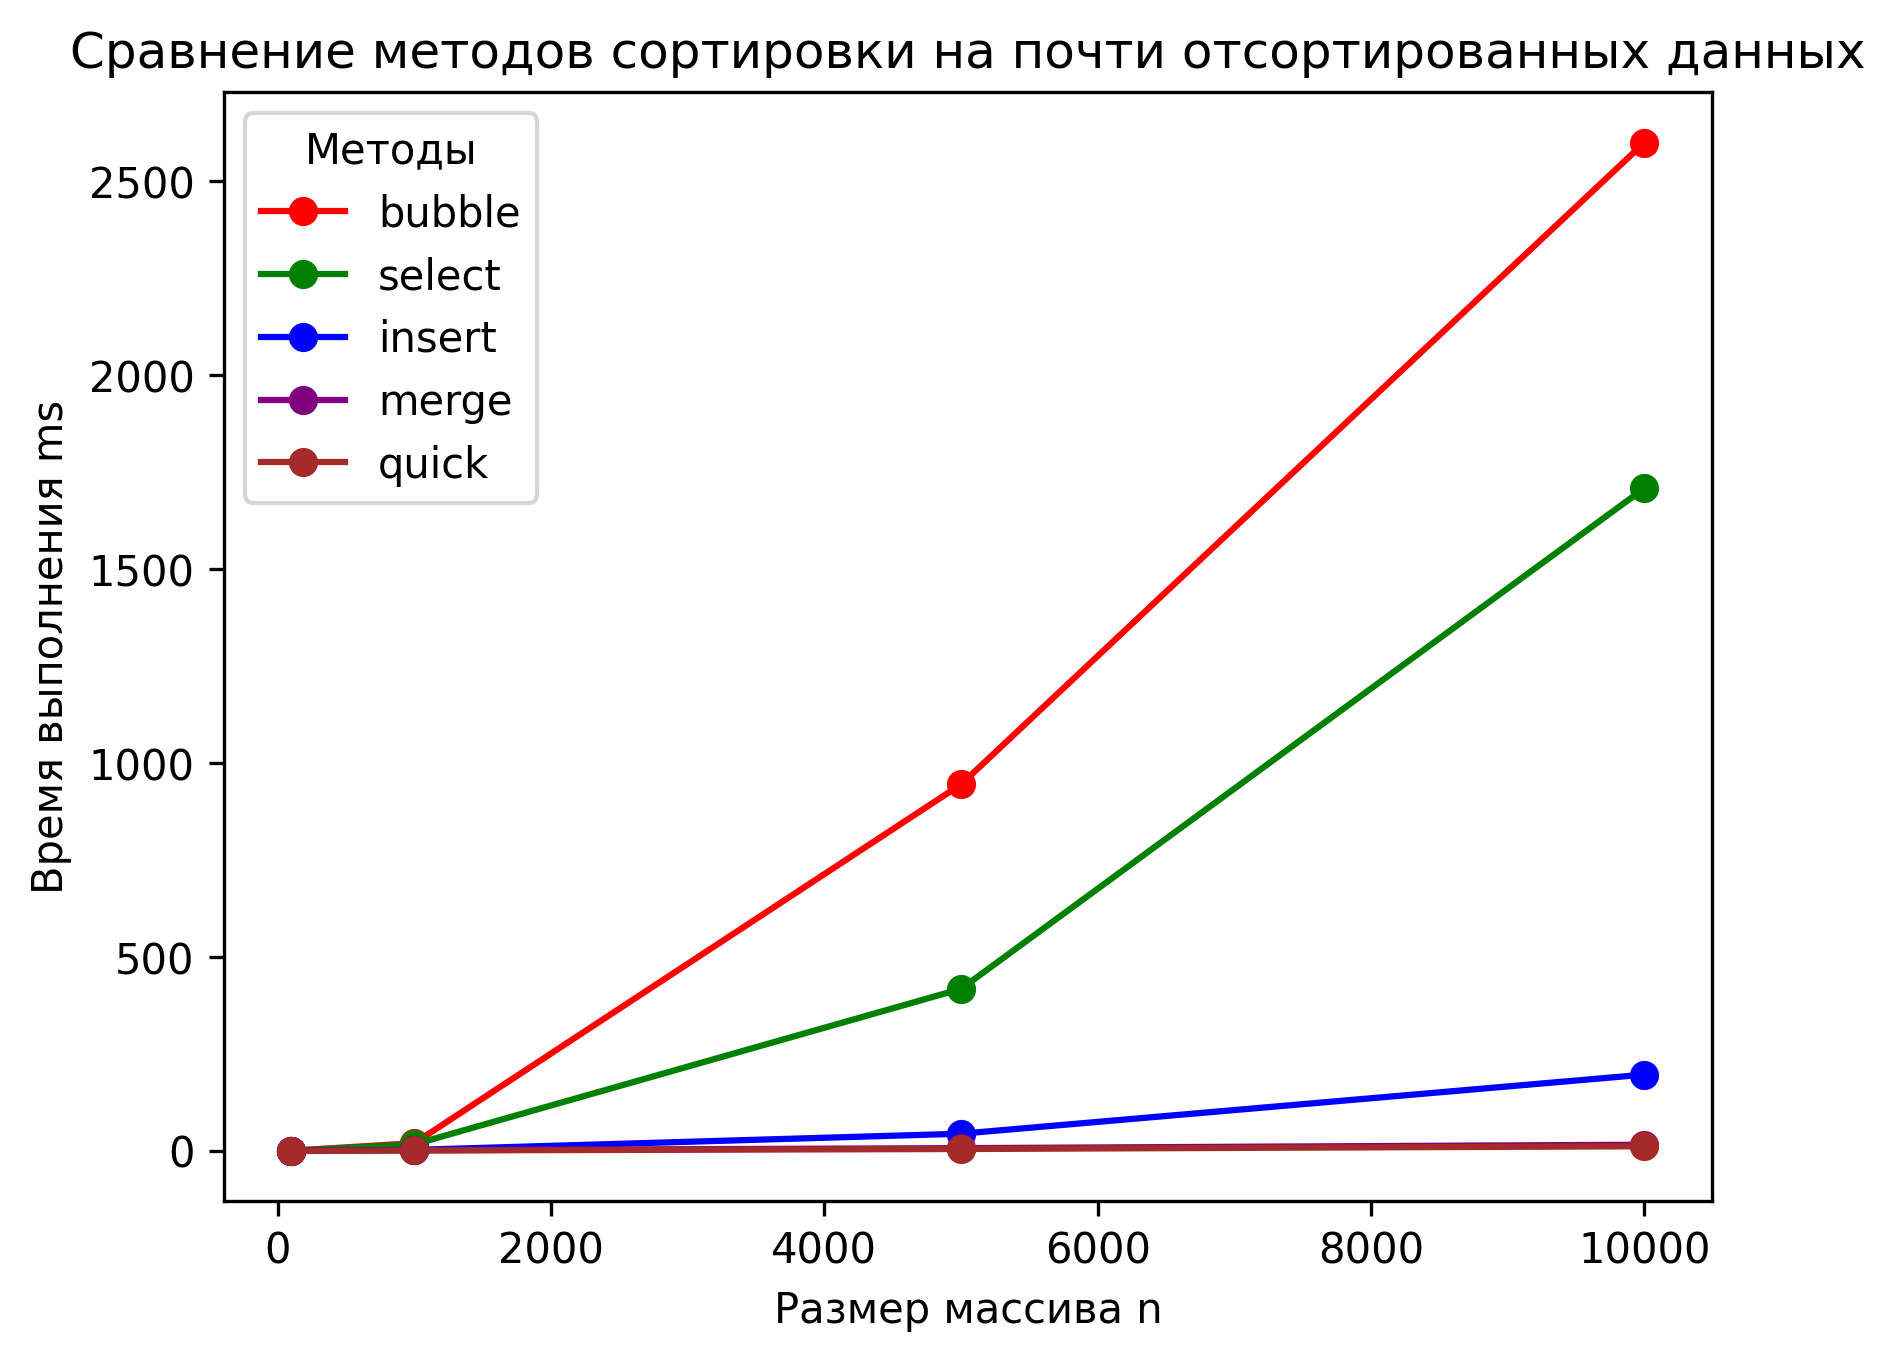 Сравнение методов сортировки на почти отсортированных данных
Методы
bubble
select
insert
merge
quick
Время выполнения ms
2500
2000
1500
1000
500
0
0 2000 4000 6000 8000 10000
Размер массива n